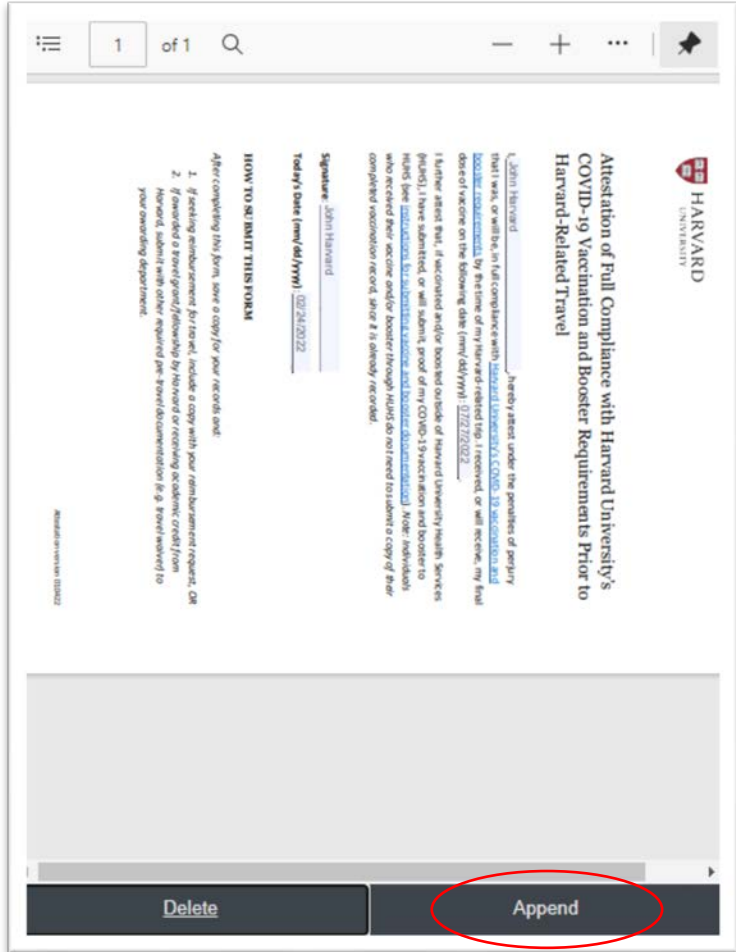 1 of 1
HARVARD
UNIVERSITY
Attestation of Full Compliance with Harvard University's
COVID-19 Vaccination and Booster Requirements Prior to
Harvard-Related Travel
I, John Harvard, hereby attest under the penalties of perjury
that I was, or will be, in full compliance with Harvard University's COVID-19 vaccination and
booster requirements by the time of my Harvard-related trip. I received, or will receive, my final
dose of vaccine on the following date (mm/dd/yyyy): 07/27/2022.
I further attest that, if vaccinated and/or boosted outside of Harvard University Health Services
(HUHS), I have submitted, or will submit, proof of my COVID-19 vaccination and booster to
HUHS (see instructions for submitting vaccine and booster documentation). Note: Individuals
who received their vaccine and/or booster through HUHS do not need to submit a copy of their
completed vaccination record, since it is already recorded.
Signature: John Harvard
Today's Date (mm/dd/yyyy): 02/24/2022
HOW TO SUBMIT THIS FORM
After completing this form, save a copy for your records and:
1. If seeking reimbursement for travel, include a copy with your reimbursement request, OR
2. If awarded a travel grant/fellowship by Harvard or receiving academic credit from
Harvard, submit with other required pre-travel documentation (e.g. travel waiver) to
your awarding department.
Attestation version 010422
Delete
Append